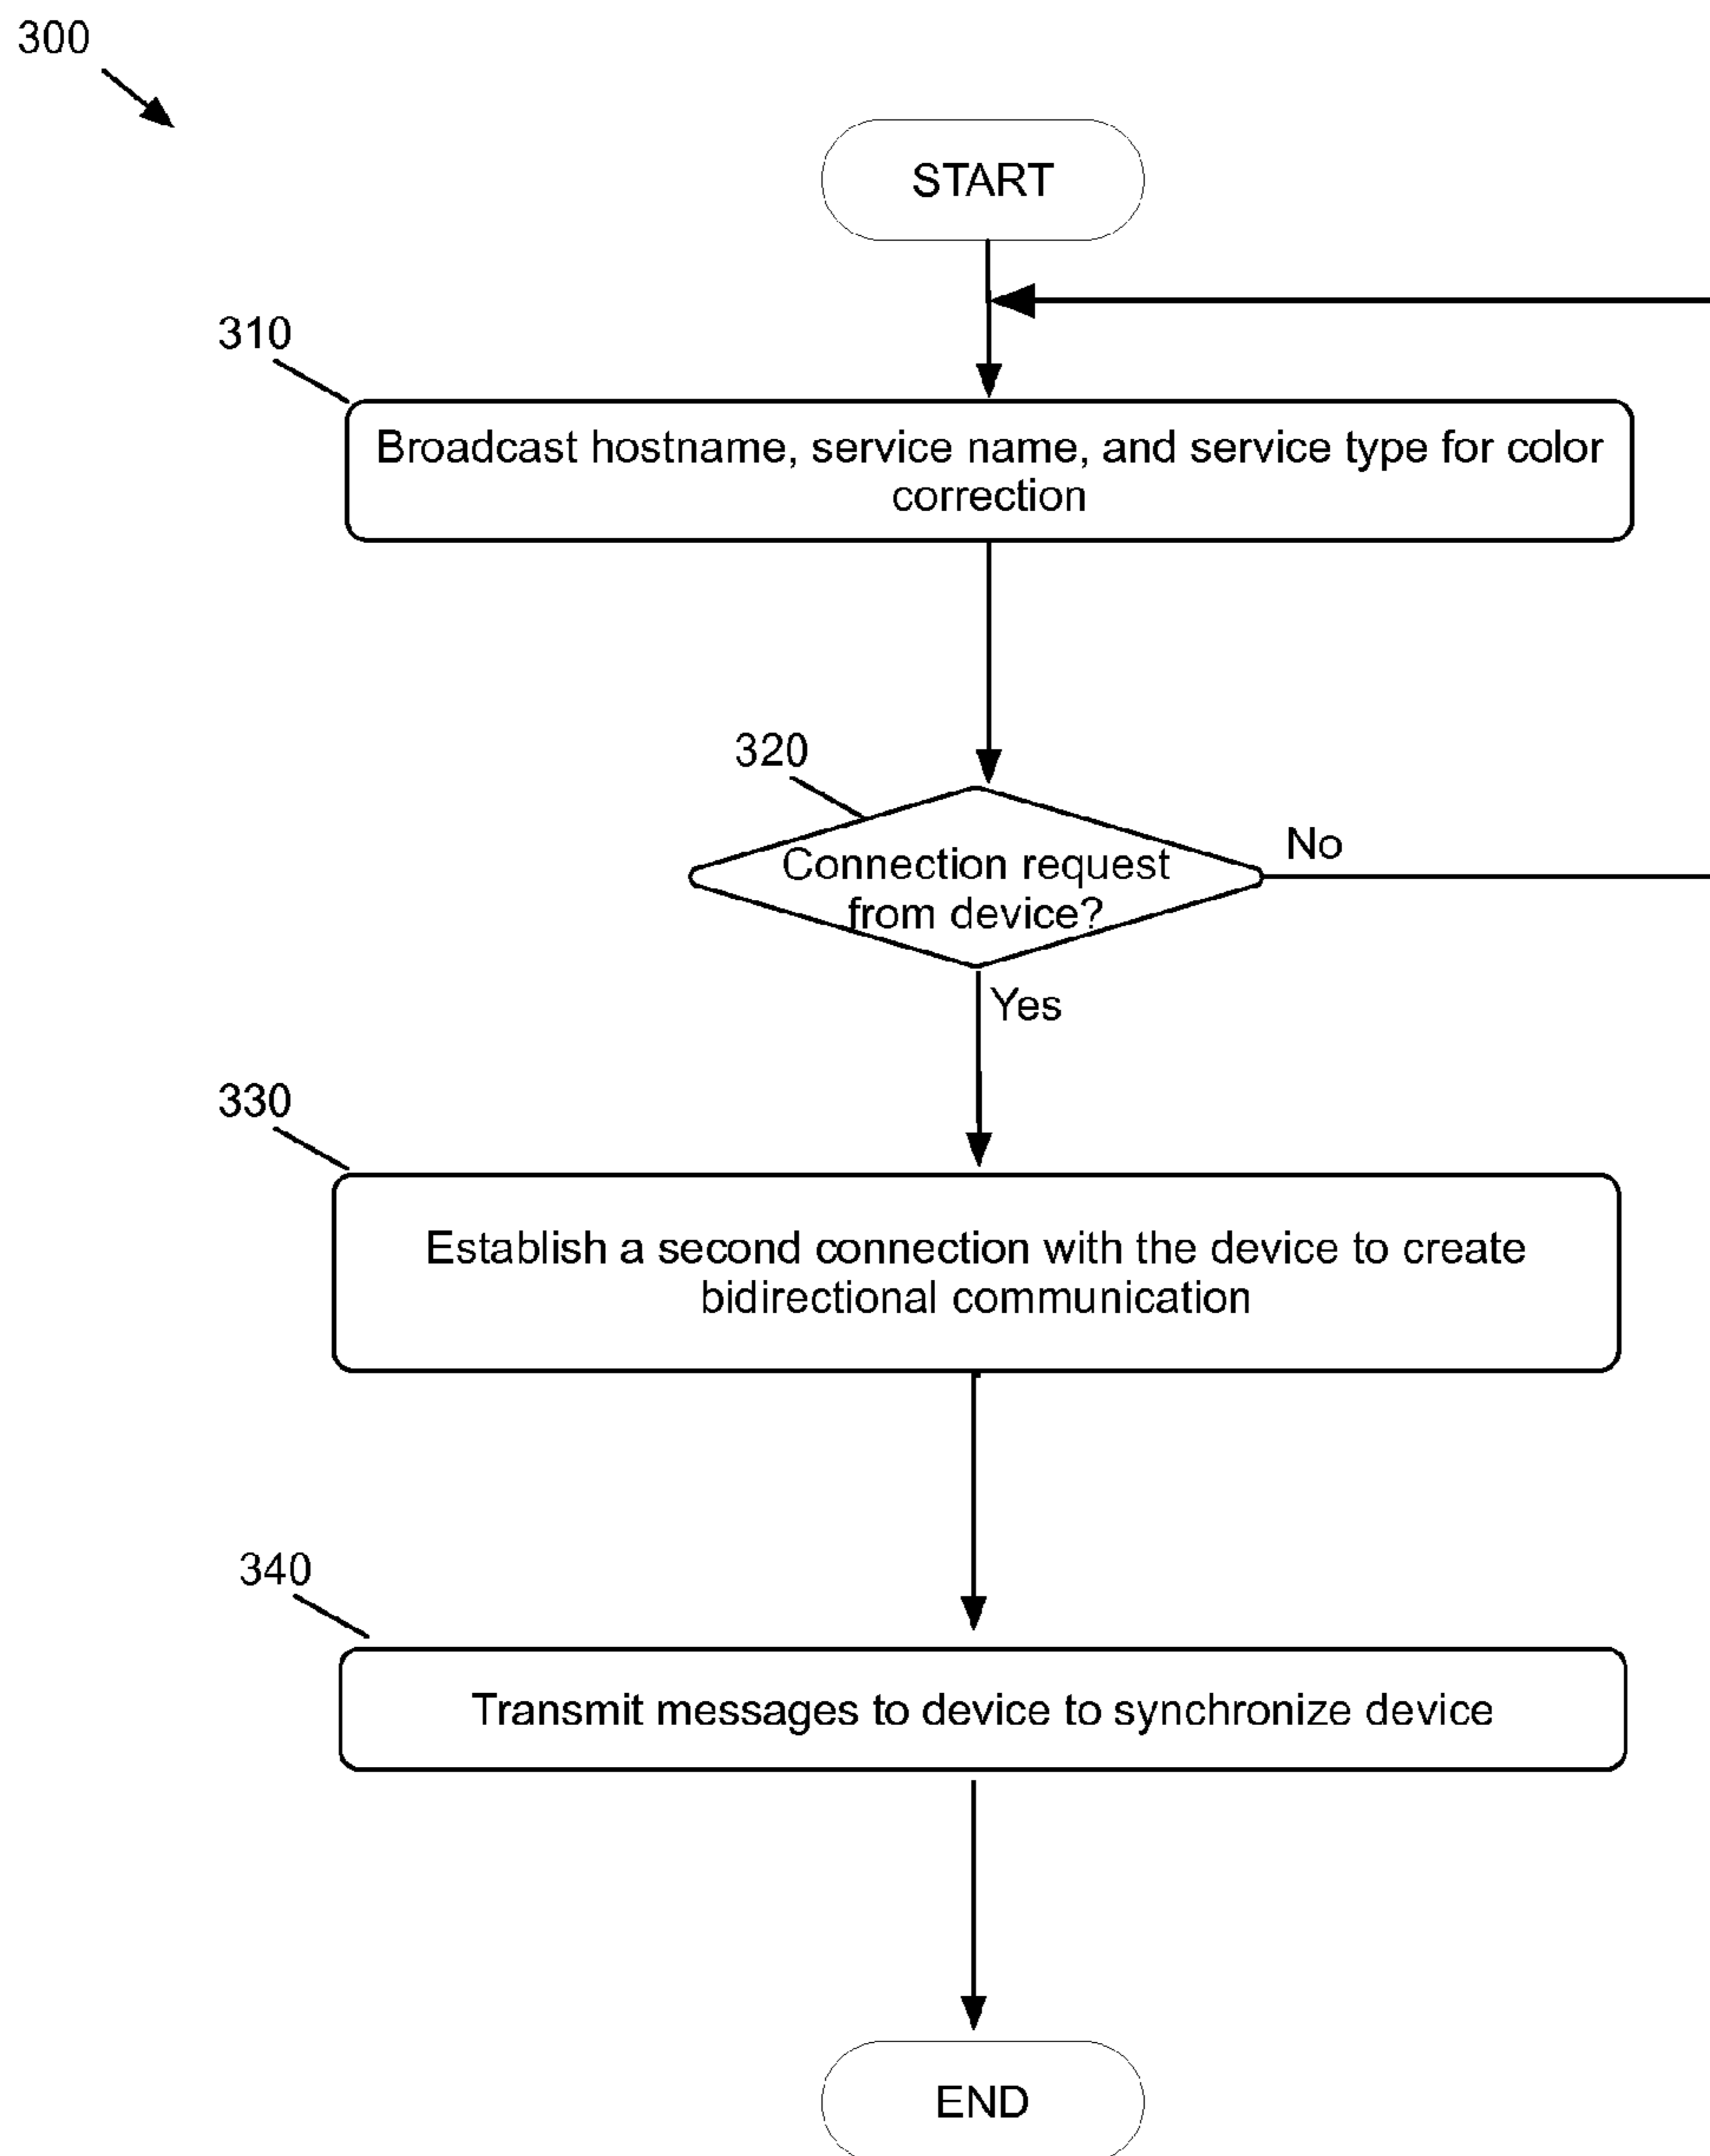 300
START
310
Broadcast hostname, service name, and service type for color
correction
320
Connection request
from device?
No
Yes
330
Establish a second connection with the device to create
bidirectional communication
340
Transmit messages to device to synchronize device
END